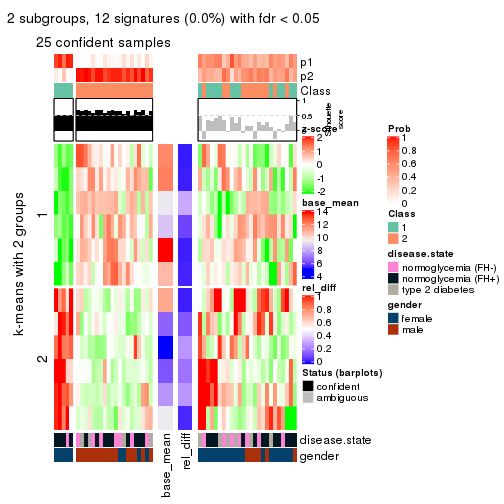 2 subgroups, 12 signatures (0.0%) with fdr < 0.05
25 confident samples
p1
p2
Class
1
0.5
0
Silhouette
score
z-score
2
1
0
-1
-2
base_mean
14
12
10
8
6
4
rel_diff
1
0.8
0.6
0.4
0.2
0
Status (barplots)
confident
ambiguous
Prob
1
0.8
0.6
0.4
0.2
0
Class
1
2
disease.state
normoglycemia (FH-)
normoglycemia (FH+)
type 2 diabetes
gender
female
male
k-means with 2 groups
1
2
disease.state
gender
base_mean
rel_diff